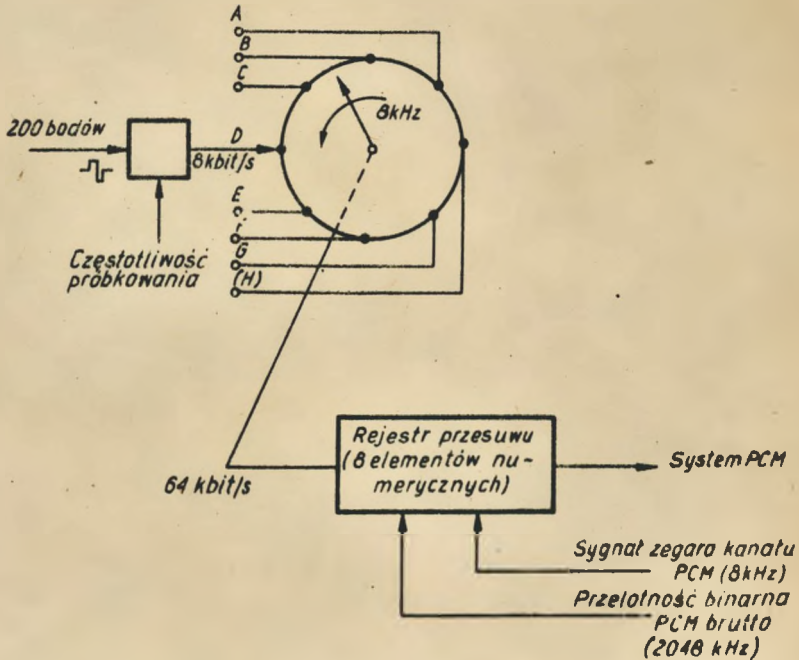 A
B
C
8kHz
200 bodów
D
8kbit/s
E
F
G
(H)
Częstotliwość
próbkowania
Rejestr przesuwu
(8 elementów nu-
merycznych)
64 kbit/s
System PCM
Sygnał zegara kanału
PCM (8kHz)
Przelotność binarna
PCM brutto
(2048 kHz)